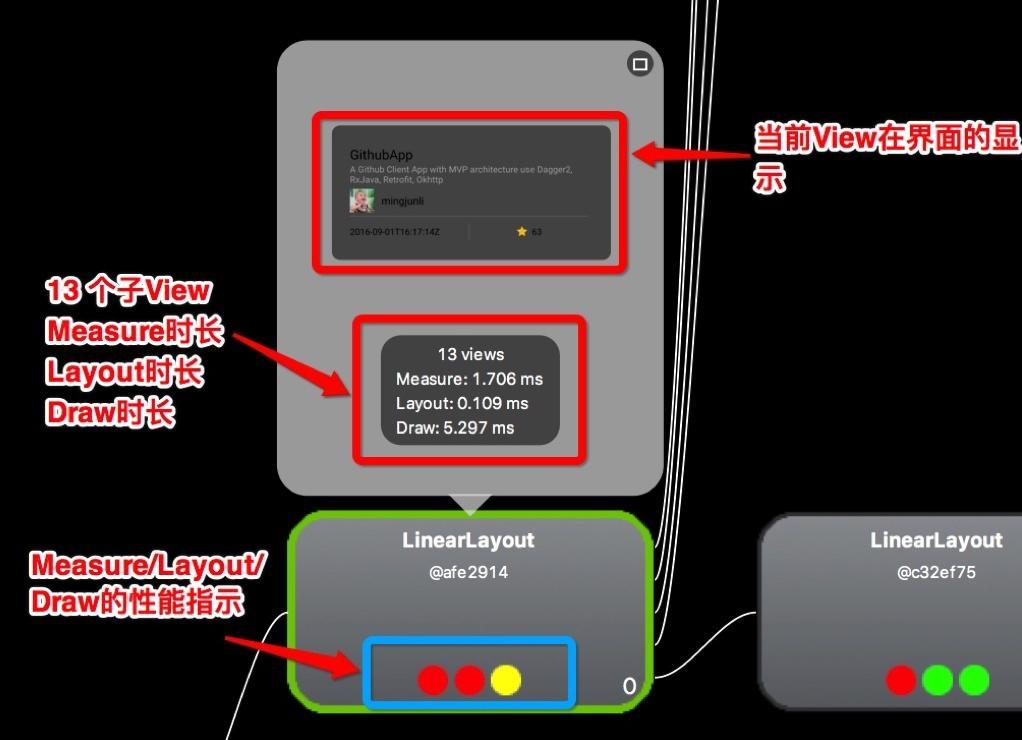 当前View在界面的显
示
GithubApp
A Github Client App with MVP architecture use Dagger2,
RxJava, Retrofit, Okhttp
mingjunli
2016-09-01T16:17:14Z
63
13 个子View
Measure时长
Layout时长
Draw时长
13 views
Measure: 1.706 ms
Layout: 0.109 ms
Draw: 5.297 ms
LinearLayout
@afe2914
0
LinearLayout
@c32ef75
Measure/Layout/
Draw的性能指示